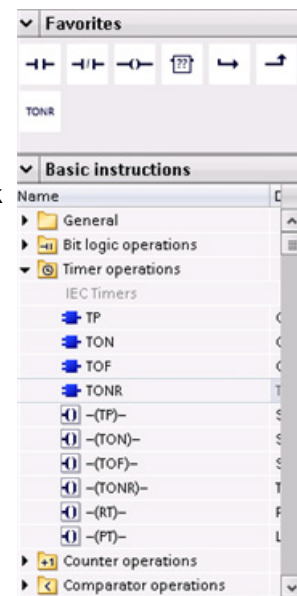 Favorites
??
TONR
Basic instructions
Name
General
Bit logic operations
Timer operations
IEC Timers
TP
TON
TOF
TONR
–(TP)–
–(TON)–
–(TOF)–
–(TONR)–
–(RT)–
–(PT)–
+1 Counter operations
Comparator operations